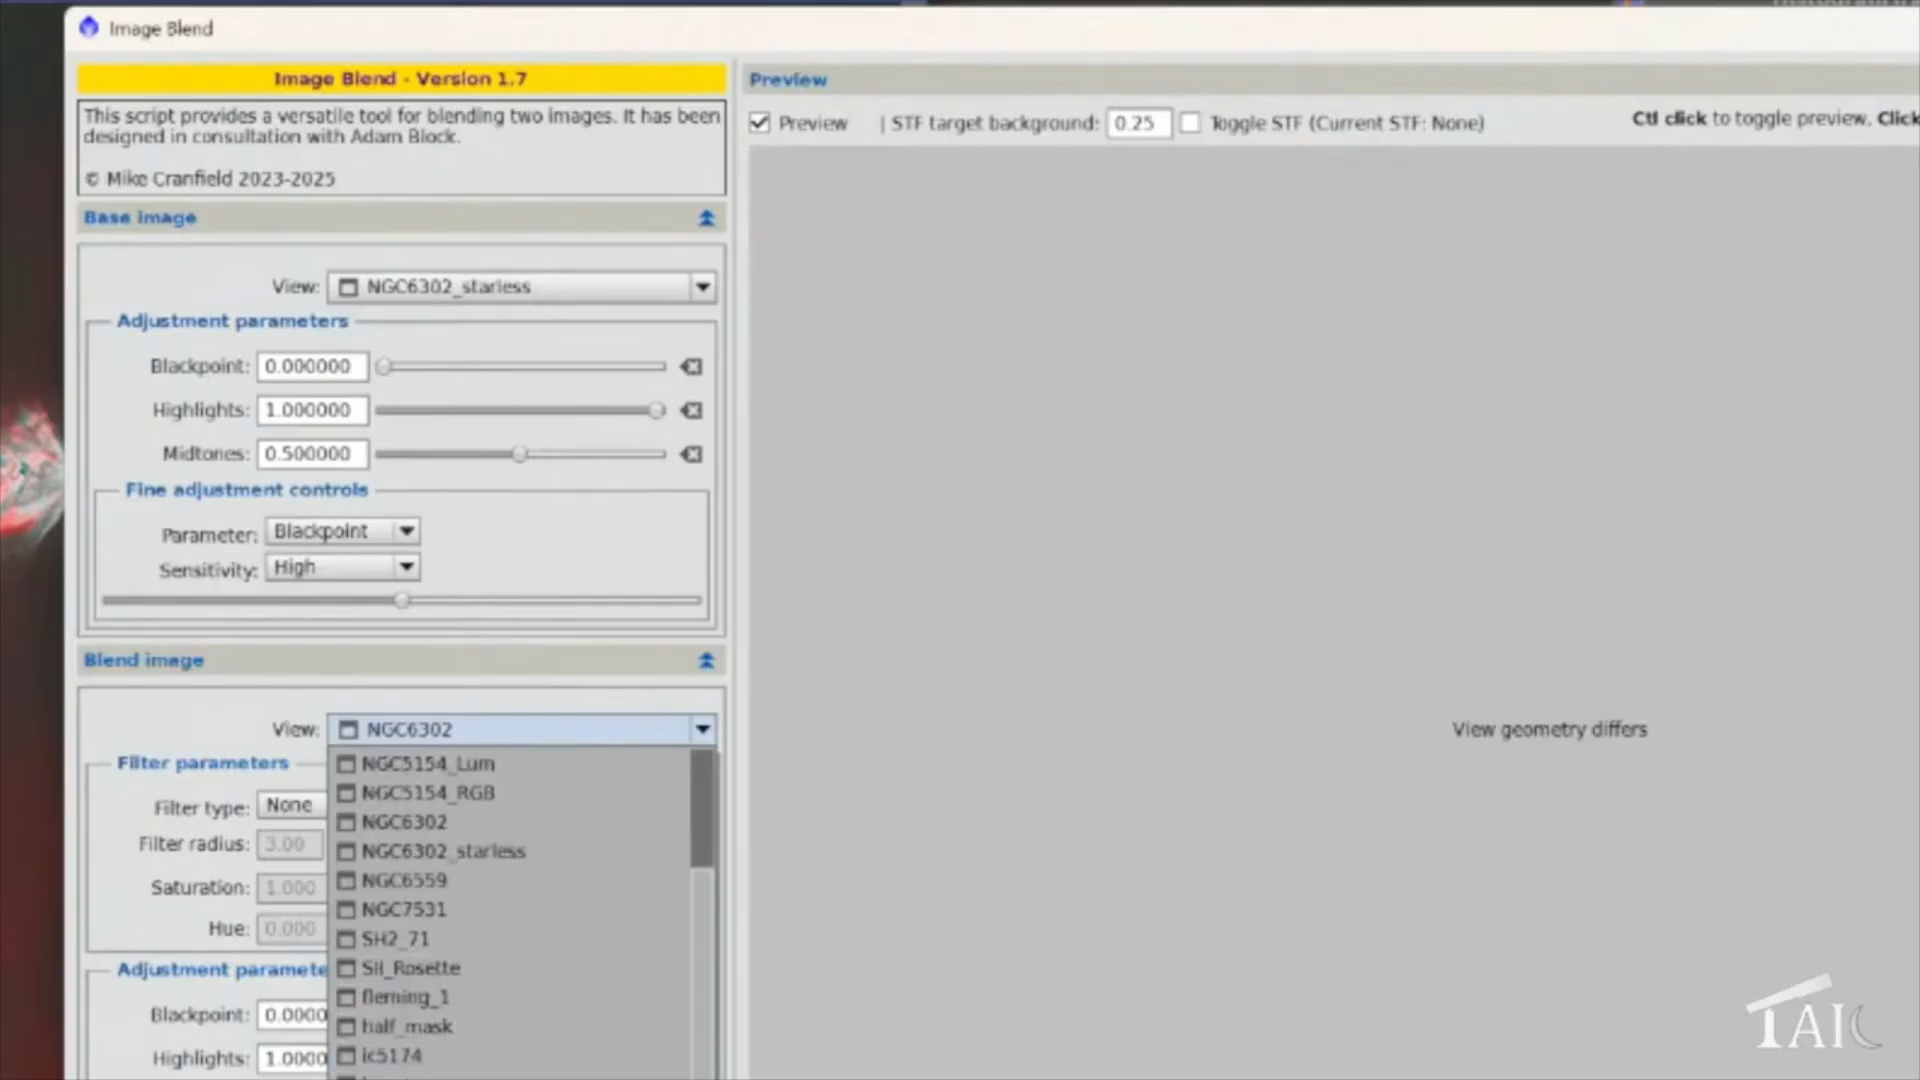 Image Blend
Image Blend - Version 1.7
This script provides a versatile tool for blending two images. It has been
designed in consultation with Adam Block.
© Mike Cranfield 2023-2025
Base image
View: NGC6302_starless
Adjustment parameters
Blackpoint: 0.000000
Highlights: 1.000000
Midtones: 0.500000
Fine adjustment controls
Parameter: Blackpoint
Sensitivity: High
Blend image
View: NGC6302
NGC5154_Lum
NGC5154_RGB
NGC6302
NGC6302_starless
NGC6559
NGC7531
SH2_71
SII_Rosette
fleming_1
half_mask
ic5174
Filter parameters
Filter type: None
Filter radius: 3.00
Saturation: 1.000
Hue: 0.000
Adjustment paramete
Blackpoint: 0.0000
Highlights: 1.0000
Preview
Preview | STF target background: 0.25 Toggle STF (Current STF: None)
Ctl click to toggle preview. Click
View geometry differs
TAIC